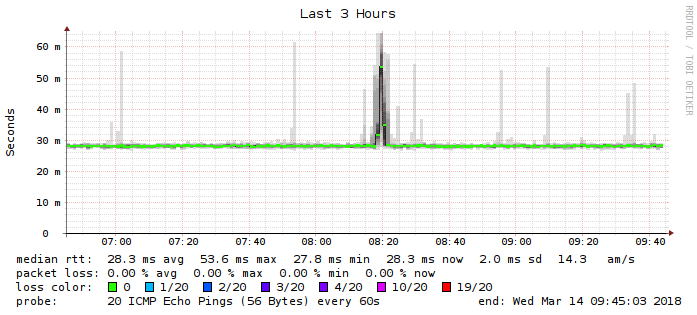 Last 3 Hours
RRDTOOL / TOBI OETIKER
Seconds
60 m
50 m
40 m
30 m
20 m
10 m
0
07:00 07:20 07:40 08:00 08:20 08:40 09:00 09:20 09:40
median rtt: 28.3 ms avg 53.6 ms max 27.8 ms min 28.3 ms now 2.0 ms sd 14.3 am/s
packet loss: 0.00 % avg 0.00 % max 0.00 % min 0.00 % now
loss color: 0 1/20 2/20 3/20 4/20 10/20 19/20
probe: 20 ICMP Echo Pings (56 Bytes) every 60s end: Wed Mar 14 09:45:03 2018